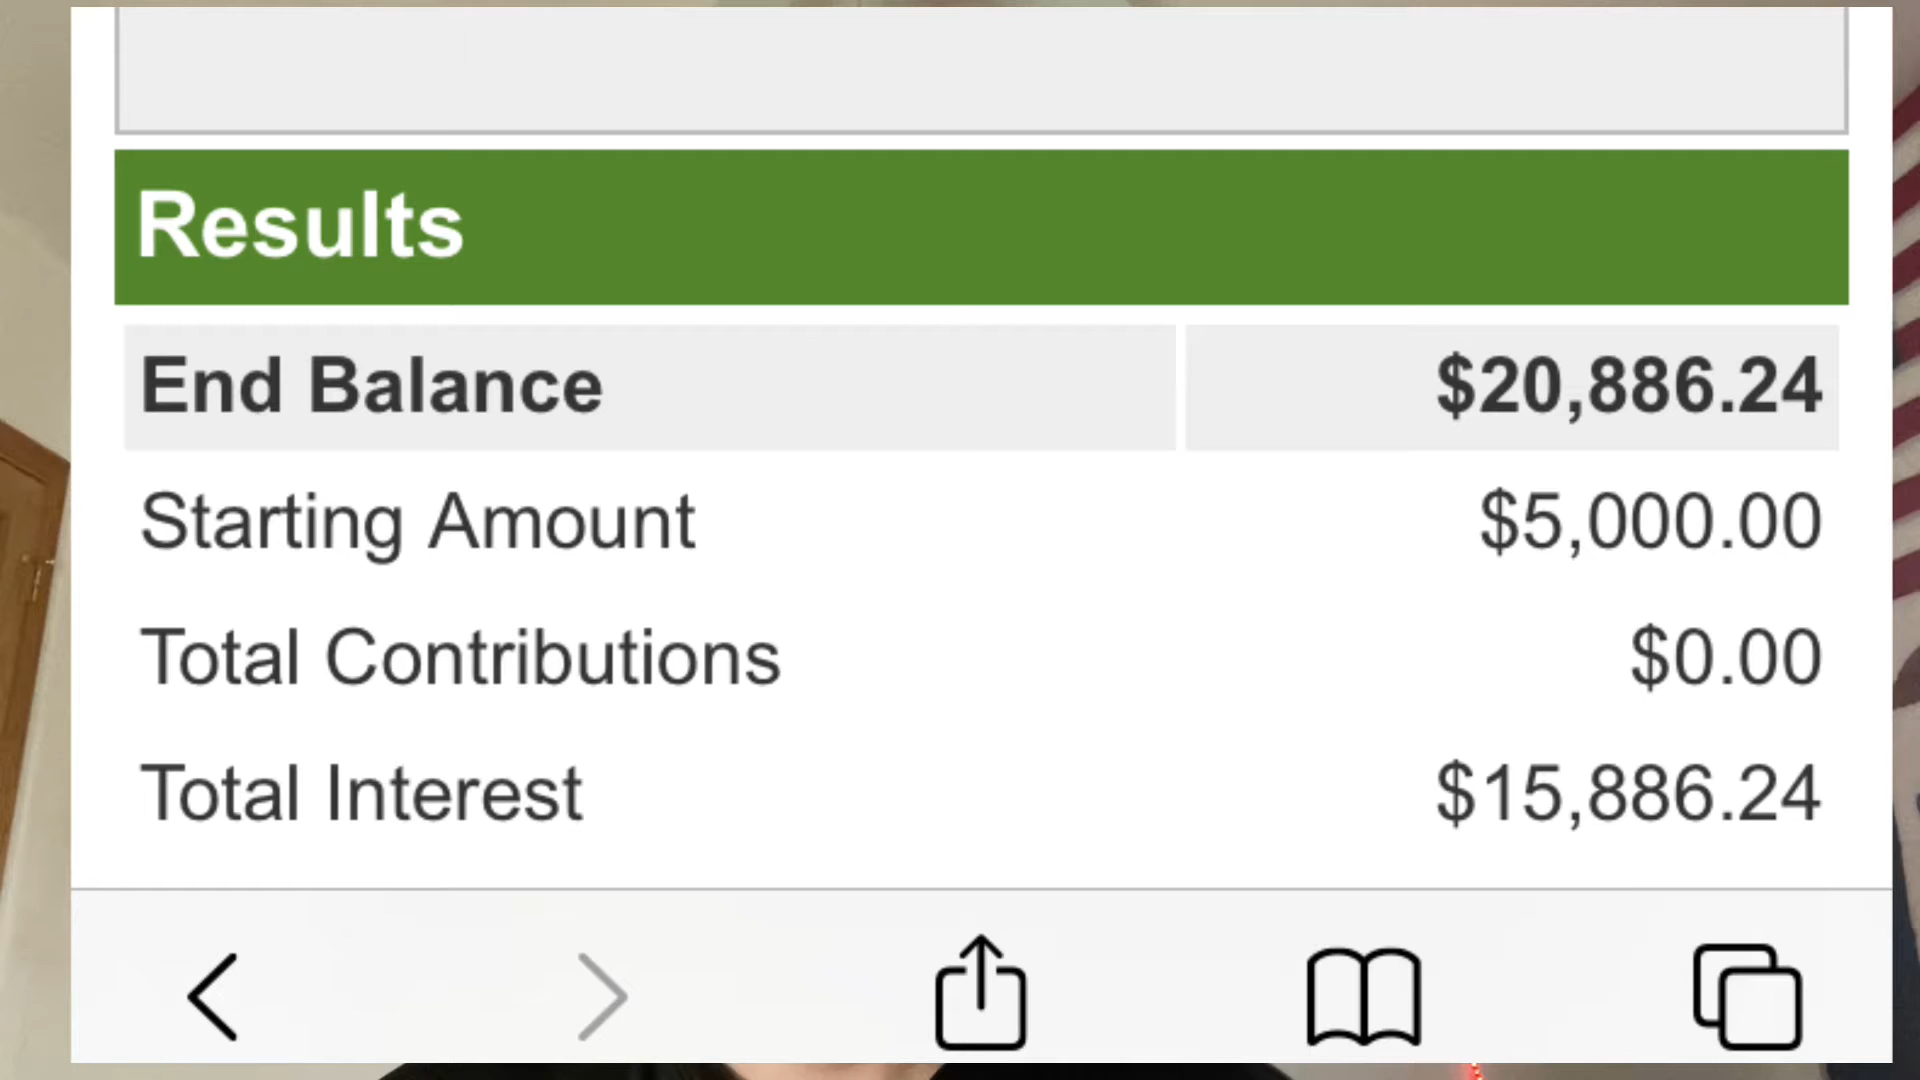 Results
End Balance $20,886.24
Starting Amount $5,000.00
Total Contributions $0.00
Total Interest $15,886.24